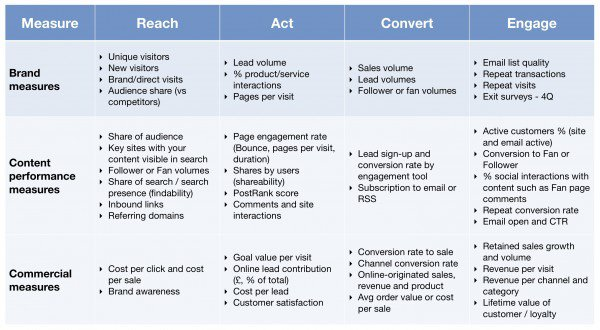 Measure
Reach
Act
Convert
Engage
Brand
measures
‣ Unique visitors
‣ New visitors
‣ Brand/direct visits
‣ Audience share (vs
competitors)
‣ Lead volume
‣ % product/service
interactions
‣ Pages per visit
‣ Sales volume
‣ Lead volumes
‣ Follower or fan volumes
‣ Email list quality
‣ Repeat transactions
‣ Repeat visits
‣ Exit surveys - 4Q
Content
performance
measures
‣ Share of audience
‣ Key sites with your
content visible in search
‣ Follower or Fan volumes
‣ Share of search / search
presence (findability)
‣ Inbound links
‣ Referring domains
‣ Page engagement rate
(Bounce, pages per visit,
duration)
‣ Shares by users
(shareability)
‣ PostRank score
‣ Comments and site
interactions
‣ Lead sign-up and
conversion rate by
engagement tool
‣ Subscription to email or
RSS
‣ Active customers % (site
and email active)
‣ Conversion to Fan or
Follower
‣ % social interactions with
content such as Fan page
comments
‣ Repeat conversion rate
‣ Email open and CTR
Commercial
measures
‣ Cost per click and cost
per sale
‣ Brand awareness
‣ Goal value per visit
‣ Online lead contribution
(£, % of total)
‣ Cost per lead
‣ Customer satisfaction
‣ Conversion rate to sale
‣ Channel conversion rate
‣ Online-originated sales,
revenue and product
‣ Avg order value or cost
per sale
‣ Retained sales growth
and volume
‣ Revenue per visit
‣ Revenue per channel and
category
‣ Lifetime value of
customer / loyalty